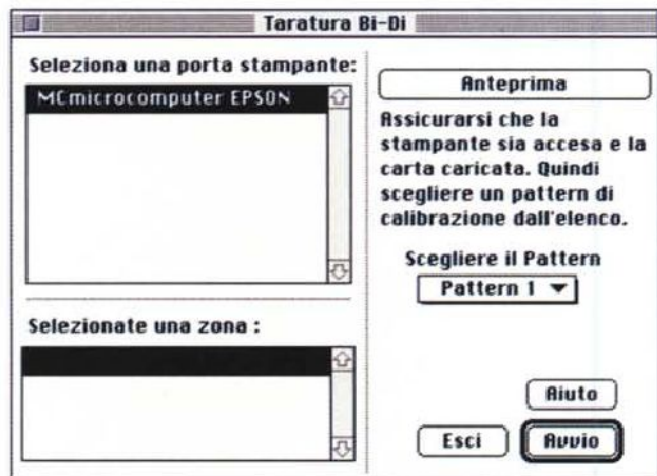 Taratura Bi-Di
Seleziona una porta stampante:
MCmicrocomputer EPSON
Selezionate una zona :
Anteprima
Assicurarsi che la
stampante sia accesa e la
carta caricata. Quindi
scegliere un pattern di
calibrazione dall'elenco.
Scegliere il Pattern
Pattern 1
Aiuto
Esci
Avvio